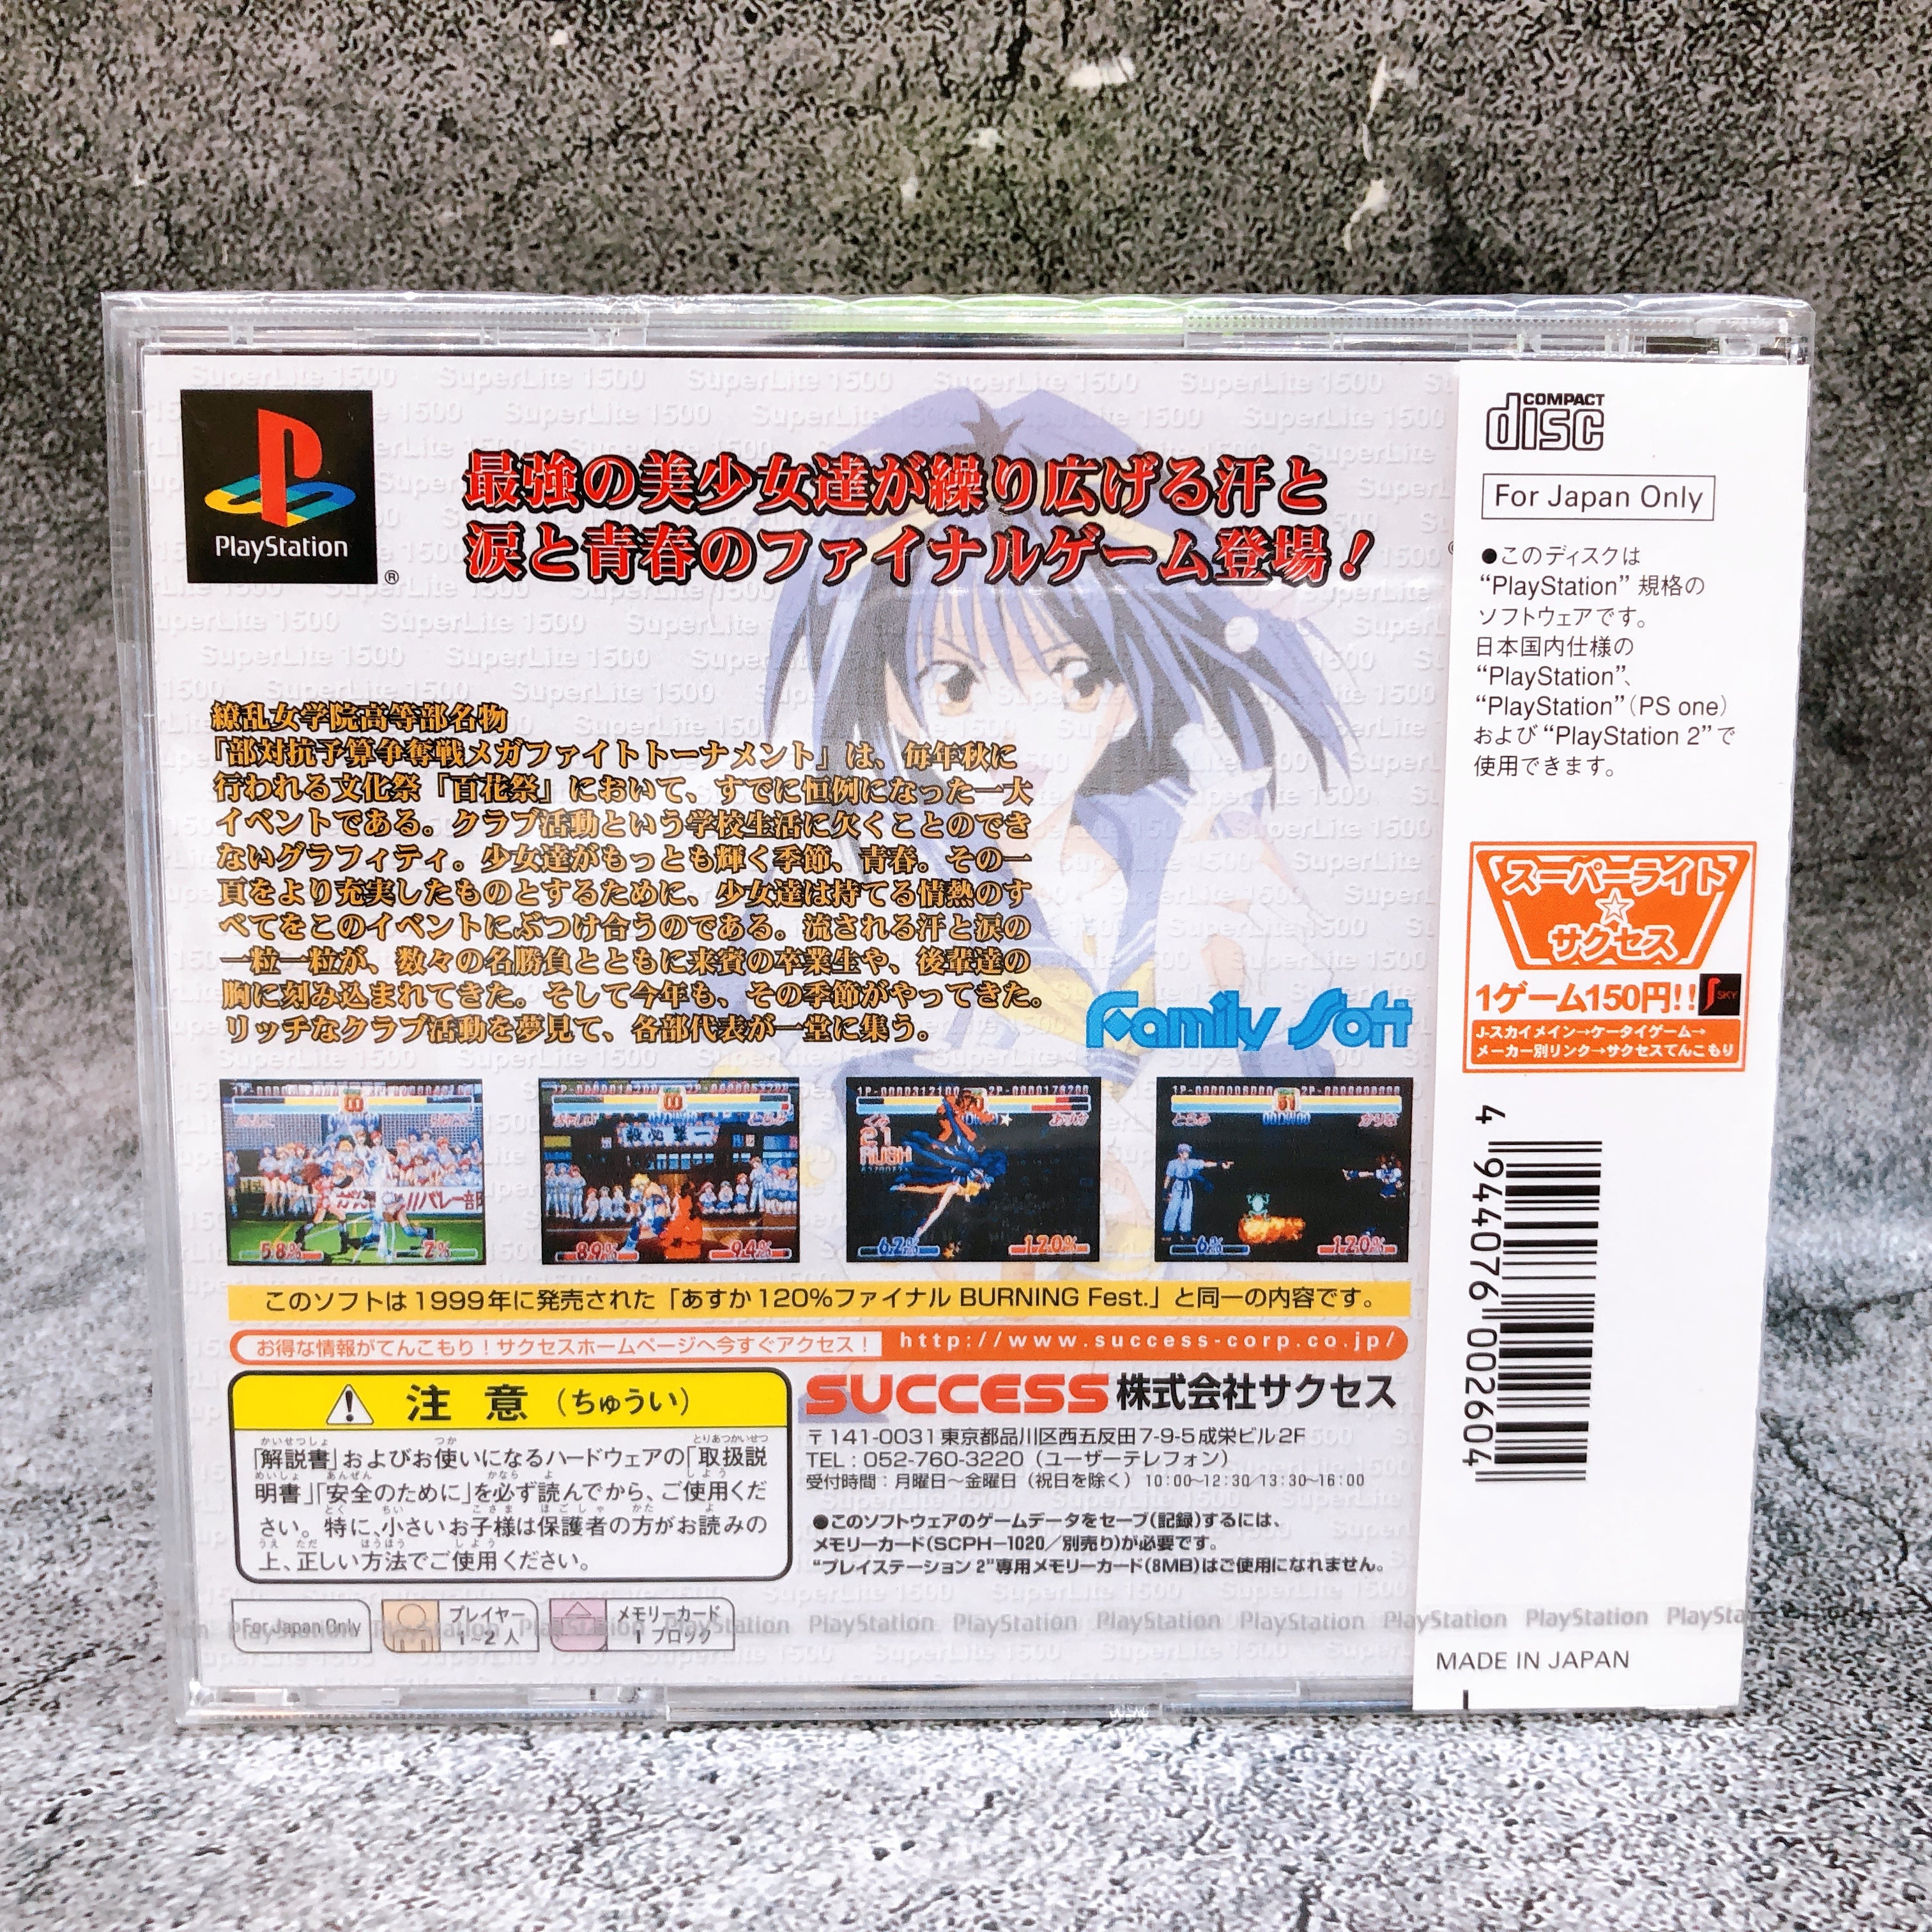 PlayStation
®
最強の美少女達が繰り広げる汗と
涙と青春のファイナルゲーム登場！
繚乱女学院高等部名物
「部対抗予算争奪戦メガファイトトーナメント」は、毎年秋に
行われる文化祭「百花祭」において、すでに恒例になった一大
イベントである。クラブ活動という学校生活に欠くことのでき
ないグラフィティ。少女達がもっとも輝く季節、青春。その一
頁をより充実したものとするために、少女達は持てる情熱のす
べてをこのイベントにぶつけ合うのである。流される汗と涙の
一粒一粒が、数々の名勝負とともに来賓の卒業生や、後輩達の
胸に刻み込まれてきた。そして今年も、その季節がやってきた。
リッチなクラブ活動を夢見て、各部代表が一堂に集う。
Family Soft
58% 2%
89% 94%
21
RUSH
62% 120%
6% 120%
このソフトは1999年に発売された「あすか120%ファイナル BURNING Fest.」と同一の内容です。
お得な情報がてんこもり！サクセスホームページへ今すぐアクセス！ http://www.success-corp.co.jp/
注意（ちゅうい）
「解説書」およびお使いになるハードウェアの「取扱説
明書」「安全のために」を必ず読んでから、ご使用くだ
さい。特に、小さいお子様は保護者の方がお読みの
上、正しい方法でご使用ください。
SUCCESS 株式会社サクセス
〒141-0031 東京都品川区西五反田7-9-5 成栄ビル2F
TEL：052-760-3220（ユーザーテレフォン）
受付時間：月曜日〜金曜日（祝日を除く）10:00~12:30/13:30~16:00
●このソフトウェアのゲームデータをセーブ（記録）するには、
メモリーカード（SCPH−1020／別売り）が必要です。
“プレイステーション 2”専用メモリーカード（8MB）はご使用になれません。
For Japan Only
プレイヤー
1~2人
メモリーカード
1 ブロック
PlayStation PlayStation PlayStation PlayStation PlayStation PlayStation
COMPACT
disc
For Japan Only
●このディスクは
“PlayStation” 規格の
ソフトウェアです。
日本国内仕様の
“PlayStation”、
“PlayStation”（PS one）
および “PlayStation 2” で
使用できます。
スーパーライト
☆
サクセス
1ゲーム150円!!
SKY
J-スカイメイン→ケータイゲーム→
メーカー別リンク→サクセスてんこもり
4 944076 002604
MADE IN JAPAN